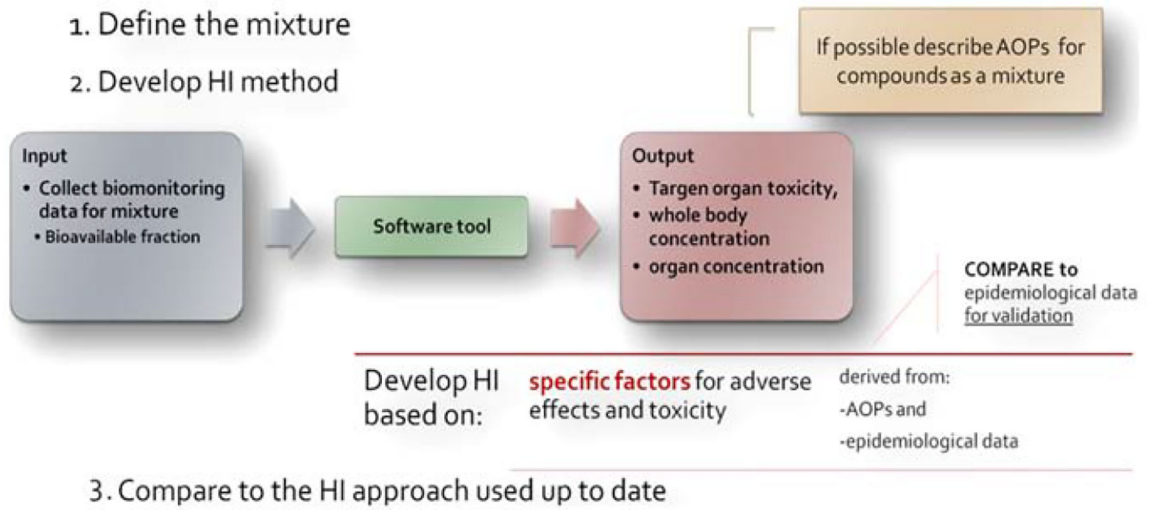 1. Define the mixture
2. Develop HI method
If possible describe AOPs for
compounds as a mixture
Input
• Collect biomonitoring
data for mixture
• Bioavailable fraction
Software tool
Output
• Targen organ toxicity,
• whole body
concentration
• organ concentration
COMPARE to
epidemiological data
for validation
Develop HI
based on:
specific factors for adverse
effects and toxicity
derived from:
-AOPs and
-epidemiological data
3. Compare to the HI approach used up to date